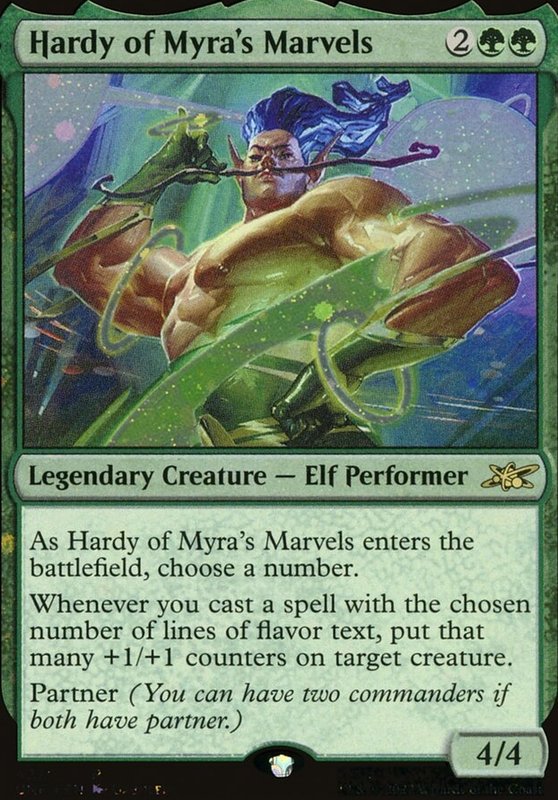 Hardy of Myra's Marvels 2
Legendary Creature — Elf Performer
As Hardy of Myra's Marvels enters the
battlefield, choose a number.
Whenever you cast a spell with the chosen
number of lines of flavor text, put that
many +1/+1 counters on target creature.
Partner (You can have two commanders if
both have partner.)
4/4